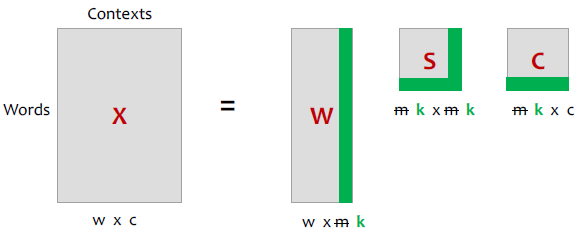 Contexts
Words
X
=
W
S
C
w x c
w x m k
m k x m k
m k x c